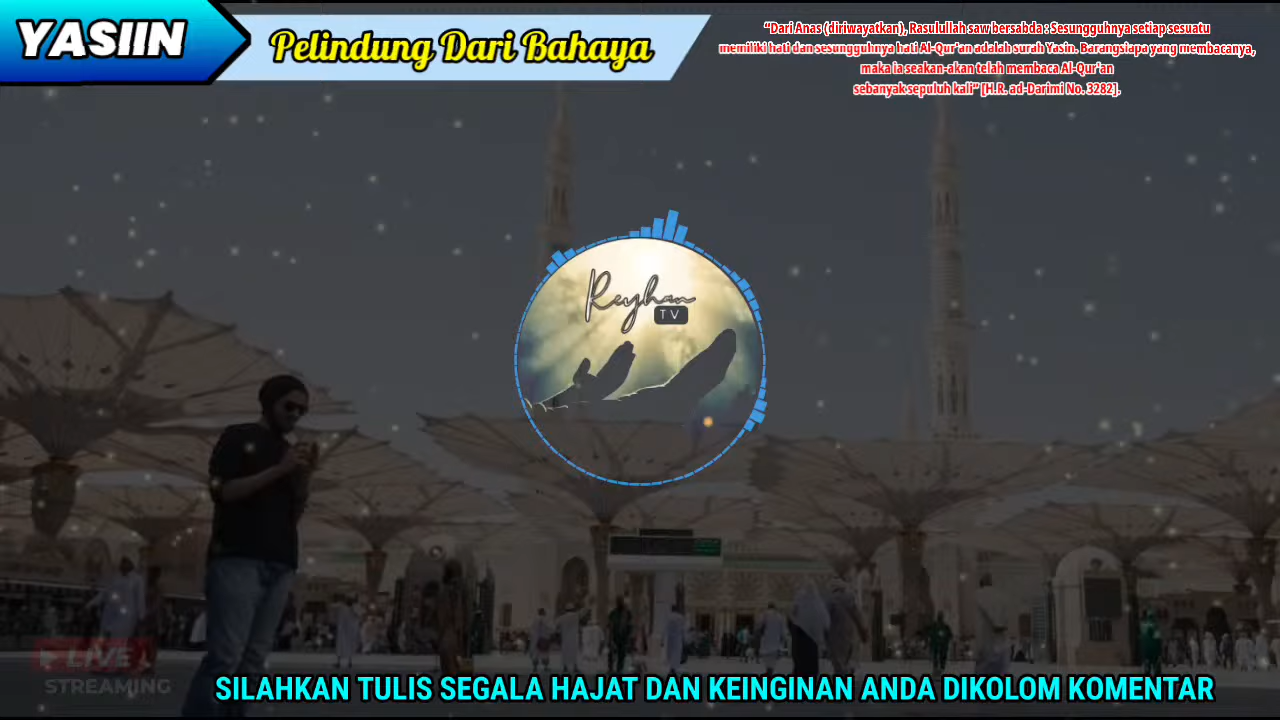 YASIIN
Pelindung Dari Bahaya
“Dari Anas (diriwayatkan), Rasulullah saw bersabda : Sesungguhnya setiap sesuatu
memiliki hati dan sesungguhnya hati Al-Qur'an adalah surah Yasin. Barangsiapa yang membacanya,
maka ia seakan-akan telah membaca Al-Qur'an
sebanyak sepuluh kali” [H.R. ad-Darimi No. 3282].
Reyhan
TV
LIVE
STREAMING
SILAHKAN TULIS SEGALA HAJAT DAN KEINGINAN ANDA DIKOLOM KOMENTAR